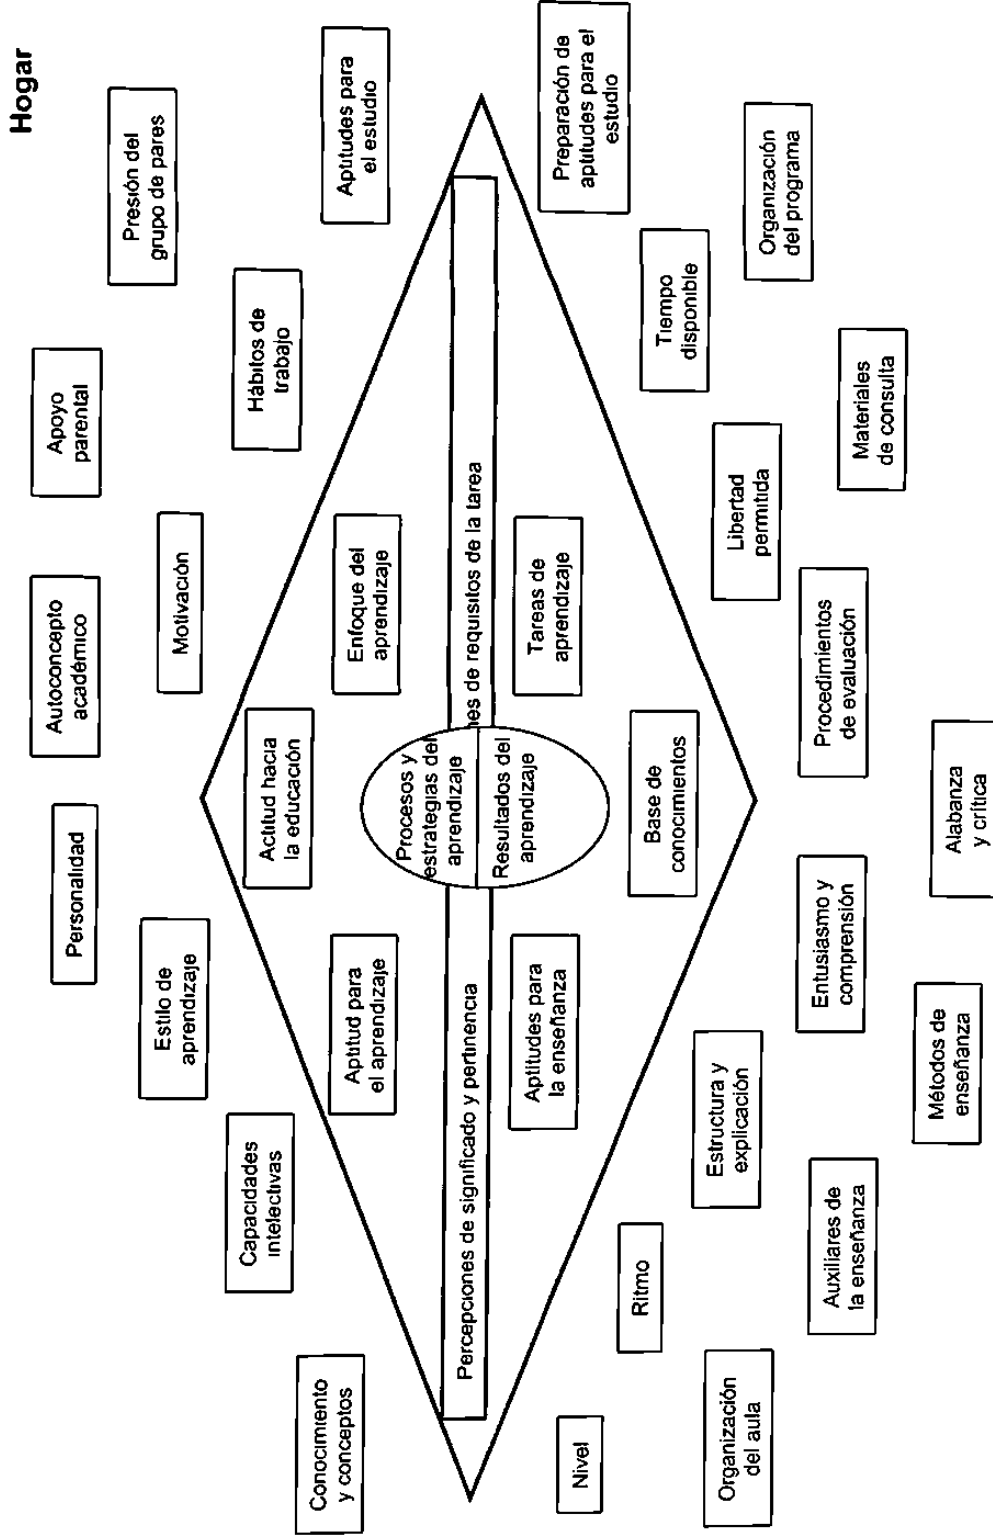 Hogar
Apoyo
parental
Autoconcepto
académico
Personalidad
Presión del
grupo de pares
Motivación
Estilo de
aprendizaje
Hábitos de
trabajo
Actitud hacia
la educación
Capacidades
intelectivas
Aptitudes para
el estudio
Conocimiento
y conceptos
Enfoque del
aprendizaje
Aptitud para
el aprendizaje
Procesos y
estrategias del
aprendizaje
Percepciones de significado y pertinencia
es de requisitos de la tarea
Resultados del
aprendizaje
Aptitudes para
la enseñanza
Tareas de
aprendizaje
Preparación de
aptitudes para el
estudio
Nivel
Ritmo
Base de
conocimientos
Tiempo
disponible
Estructura y
explicación
Libertad
permitida
Organización
del aula
Organización
del programa
Entusiasmo y
comprensión
Procedimientos
de evaluación
Auxiliares de
la enseñanza
Materiales
de consulta
Métodos de
enseñanza
Alabanza
y crítica